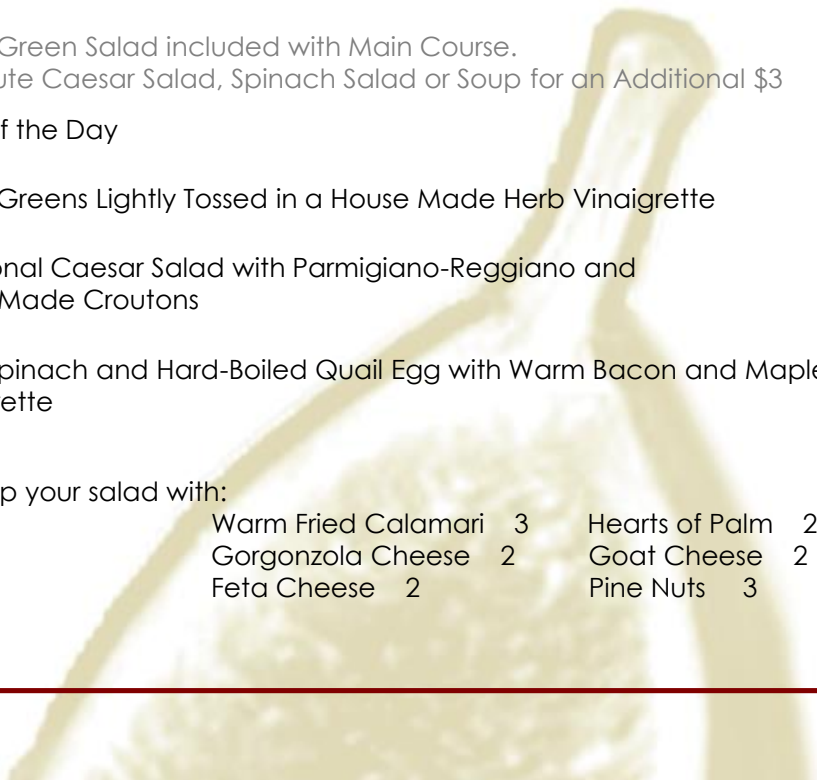 Green Salad included with Main Course.
ute Caesar Salad, Spinach Salad or Soup for an Additional $3
f the Day
Greens Lightly Tossed in a House Made Herb Vinaigrette
onal Caesar Salad with Parmigiano-Reggiano and
Made Croutons
pinach and Hard-Boiled Quail Egg with Warm Bacon and Maple
ette
p your salad with:
Warm Fried Calamari 3 Hearts of Palm 2
Gorgonzola Cheese 2 Goat Cheese 2
Feta Cheese 2 Pine Nuts 3